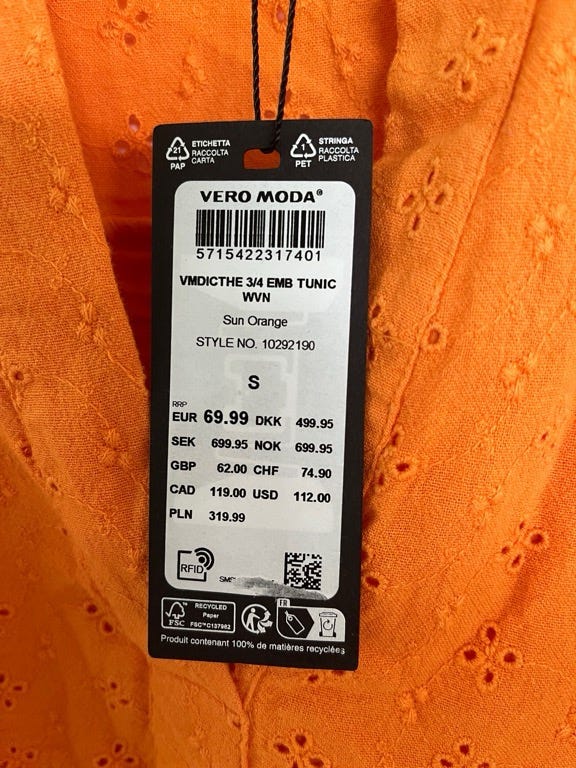 21
PAP
ETICHETTA
RACCOLTA
CARTA
1
PET
STRINGA
RACCOLTA
PLASTICA
VERO MODA®
5715422317401
VMDICTHE 3/4 EMB TUNIC
WVN
Sun Orange
STYLE NO. 10292190
S
RRP
EUR 69.99 DKK 499.95
SEK 699.95 NOK 699.95
GBP 62.00 CHF 74.90
CAD 119.00 USD 112.00
PLN 319.99
RFID
FSC
RECYCLED
Paper
FSC™C137982
FR
Produit contenant 100% de matières recyclées